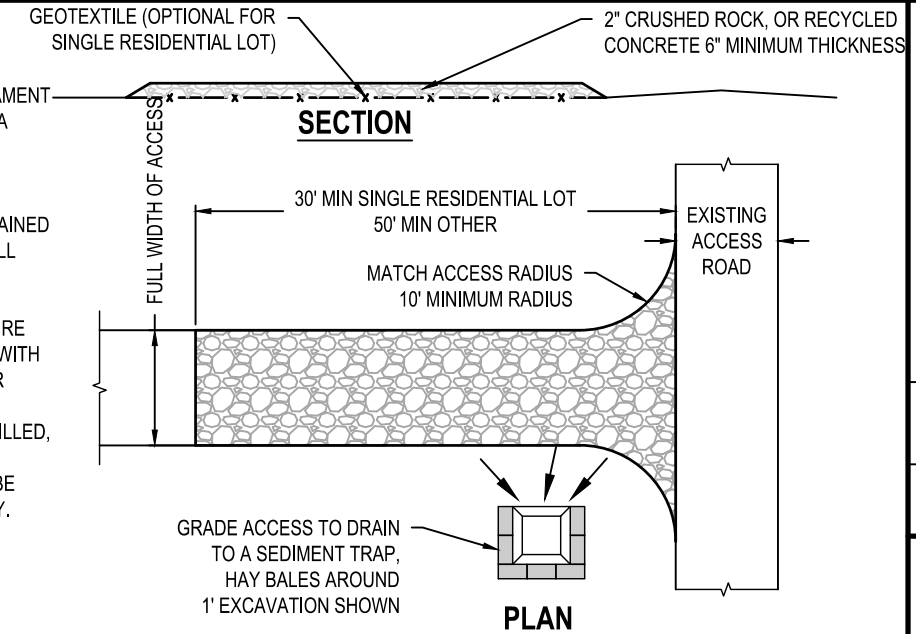 GEOTEXTILE (OPTIONAL FOR
SINGLE RESIDENTIAL LOT)
2" CRUSHED ROCK, OR RECYCLED
CONCRETE 6" MINIMUM THICKNESS
SECTION
A
FULL WIDTH OF ACCESS
30' MIN SINGLE RESIDENTIAL LOT
50' MIN OTHER
EXISTING
ACCESS
ROAD
MATCH ACCESS RADIUS
10' MINIMUM RADIUS
WITH
BE
GRADE ACCESS TO DRAIN
TO A SEDIMENT TRAP,
HAY BALES AROUND
1' EXCAVATION SHOWN
PLAN